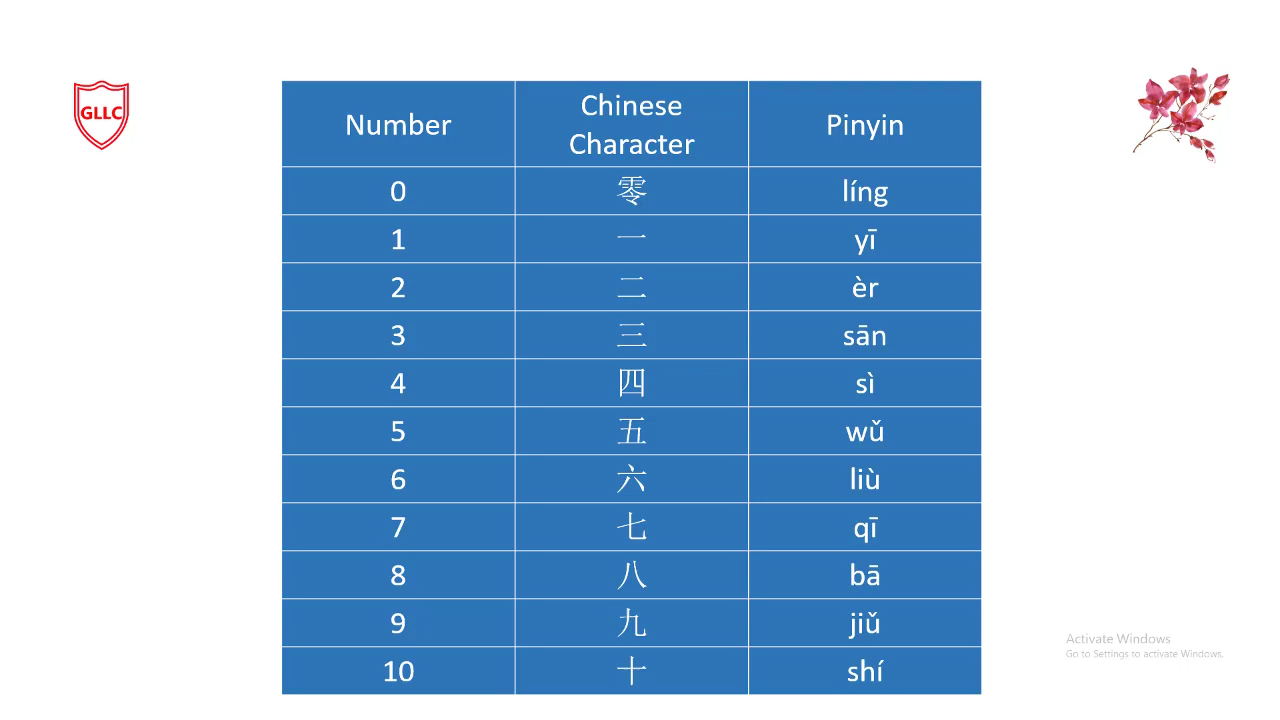 GLLC
Number Chinese Character Pinyin
0 零 líng
1 一 yī
2 二 èr
3 三 sān
4 四 sì
5 五 wǔ
6 六 liù
7 七 qī
8 八 bā
9 九 jiǔ
10 十 shí
Activate Windows
Go to Settings to activate Windows.